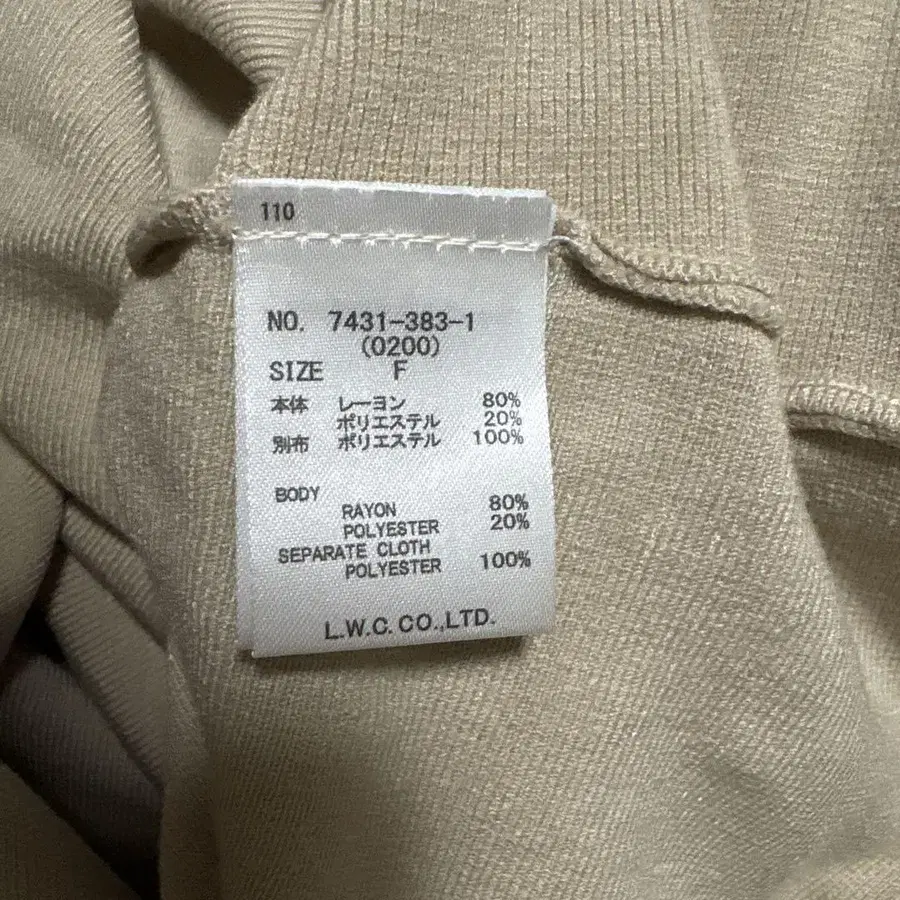 110
NO. 7431-383-1
(0200)
SIZE F
本体 レーヨン 80%
ポリエステル 20%
別布 ポリエステル 100%
BODY
RAYON 80%
POLYESTER 20%
SEPARATE CLOTH
POLYESTER 100%
L.W.C. CO.,LTD.